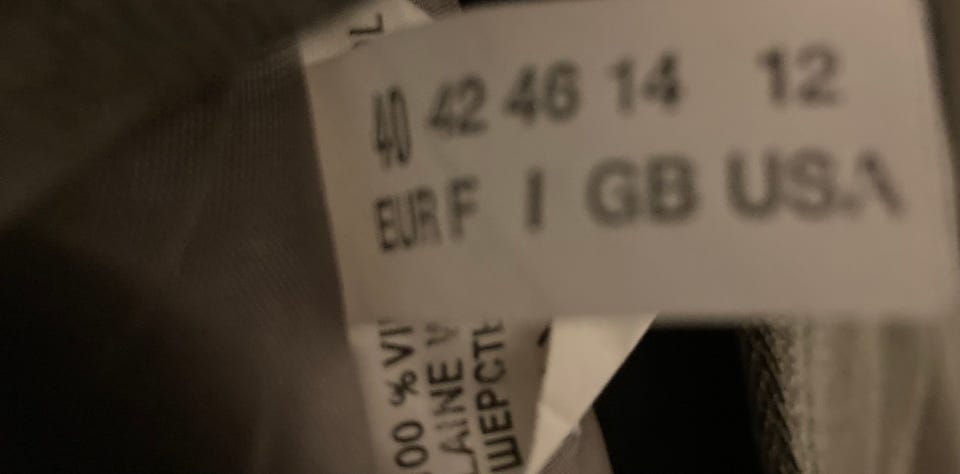 40 42 46 14 12
EUR F I GB USA
00 % VI
LAINE V
ШЕРСТЬ